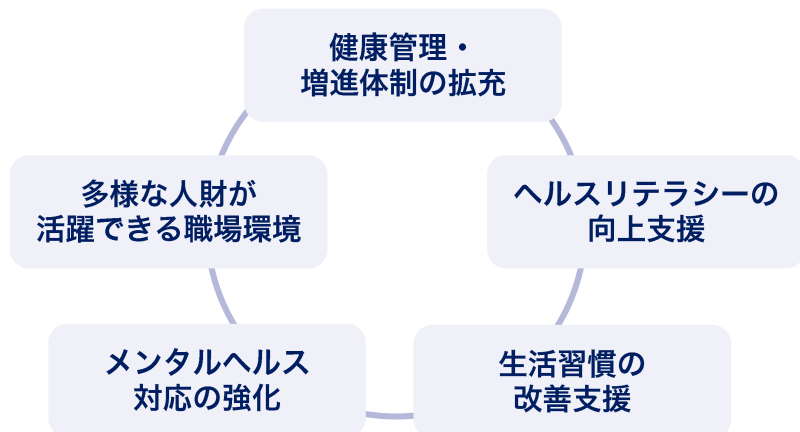 健康管理・
増進体制の拡充
多様な人財が
活躍できる職場環境
ヘルスリテラシーの
向上支援
メンタルヘルス
対応の強化
生活習慣の
改善支援